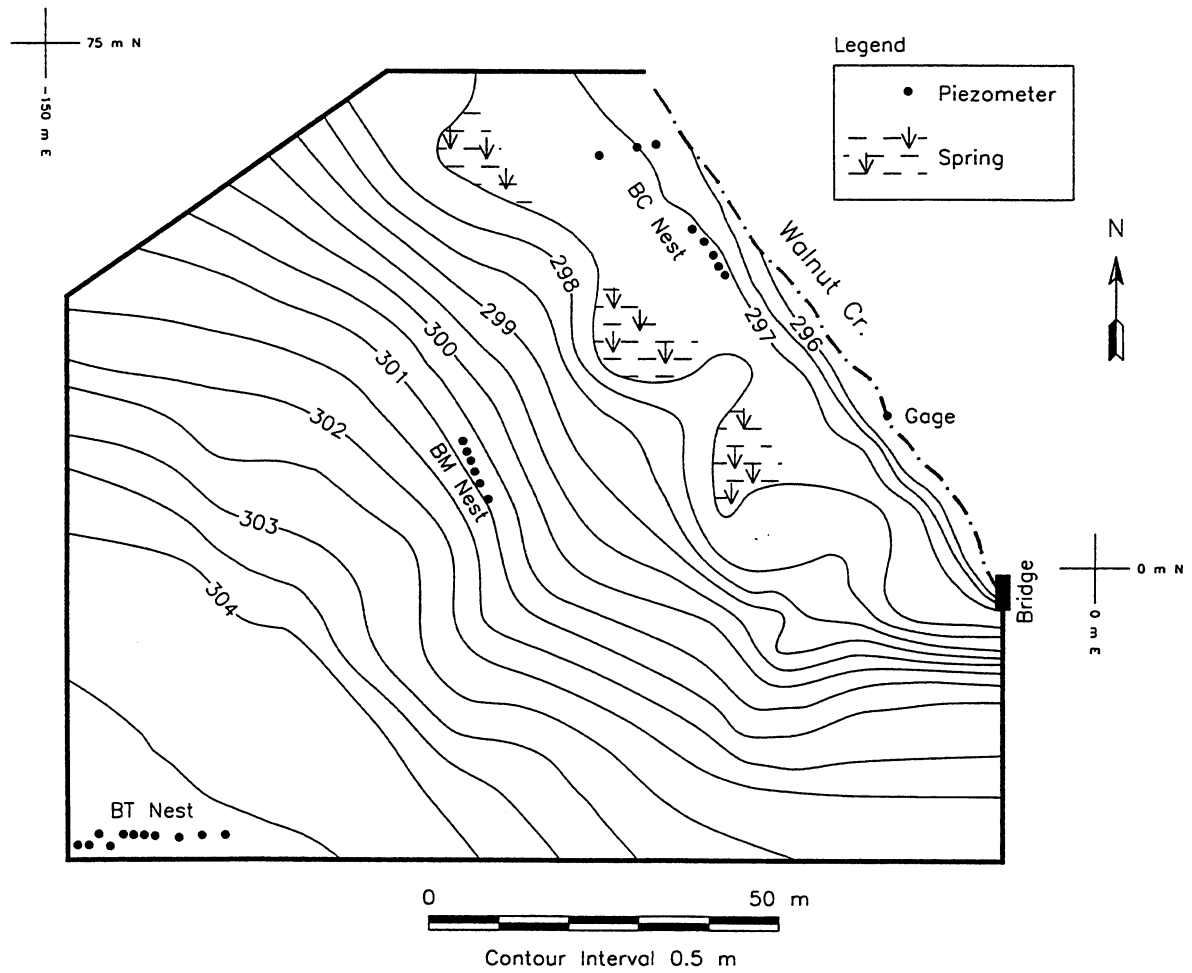 75 m N
-150 m E
Legend
Piezometer
Spring
N
BC Nest
Walnut Cr.
298
299
297
296
300
301
302
BM Nest
Gage
303
304
0 m N
0 m E
Bridge
BT Nest
0 50 m
Contour Interval 0.5 m